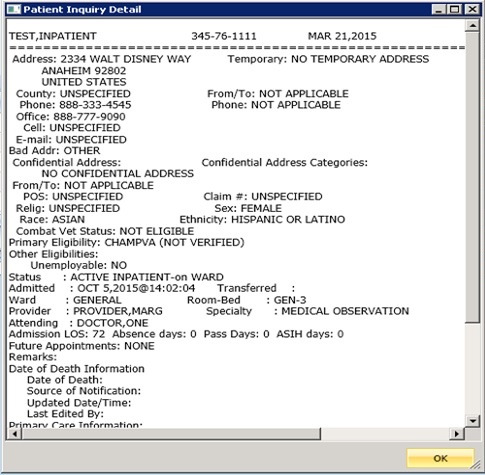 Patient Inquiry Detail
TEST,INPATIENT 345-76-1111 MAR 21,2015
=======================================================================
Address: 2334 WALT DISNEY WAY Temporary: NO TEMPORARY ADDRESS
ANAHEIM 92802
UNITED STATES
County: UNSPECIFIED From/To: NOT APPLICABLE
Phone: 888-333-4545 Phone: NOT APPLICABLE
Office: 888-777-9090
Cell: UNSPECIFIED
E-mail: UNSPECIFIED
Bad Addr: OTHER
Confidential Address: Confidential Address Categories:
NO CONFIDENTIAL ADDRESS
From/To: NOT APPLICABLE
POS: UNSPECIFIED Claim #: UNSPECIFIED
Relig: UNSPECIFIED Sex: FEMALE
Race: ASIAN Ethnicity: HISPANIC OR LATINO
Combat Vet Status: NOT ELIGIBLE
Primary Eligibility: CHAMPVA (NOT VERIFIED)
Other Eligibilities:
Unemployable: NO
Status : ACTIVE INPATIENT-on WARD
Admitted : OCT 5,2015@14:02:04 Transferred :
Ward : GENERAL Room-Bed : GEN-3
Provider : PROVIDER,MARG Specialty : MEDICAL OBSERVATION
Attending : DOCTOR,ONE
Admission LOS: 72 Absence days: 0 Pass Days: 0 ASIH days: 0
Future Appointments: NONE
Remarks:
Date of Death Information
Date of Death:
Source of Notification:
Updated Date/Time:
Last Edited By:
Primary Care Information:
OK